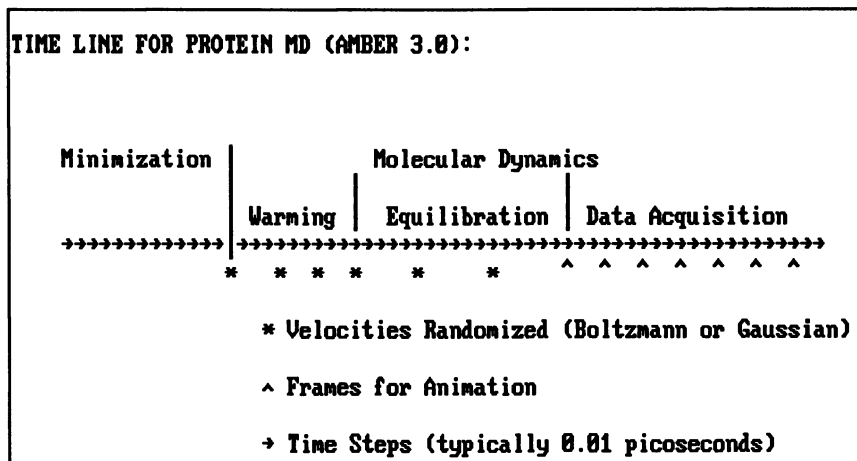 TIME LINE FOR PROTEIN MD (AMBER 3.0):
Minimization Molecular Dynamics
Warming Equilibration Data Acquisition
→→→→→→→→→→→→→ →→→→→→→→→→→→→→→→→→→→→→→→→→→→→→→→→→→→→→→→→→→→→→→
* * * * * * ^ ^ ^ ^ ^ ^ ^
* Velocities Randomized (Boltzmann or Gaussian)
^ Frames for Animation
→ Time Steps (typically 0.01 picoseconds)